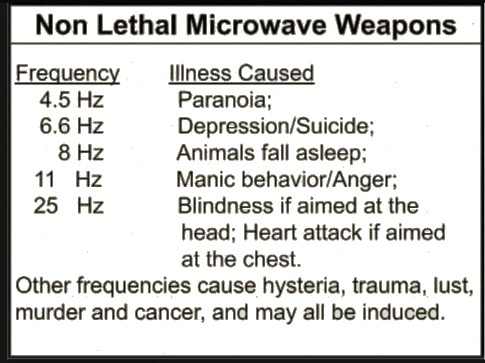 Non Lethal Microwave Weapons
Frequency Illness Caused
4.5 Hz Paranoia;
6.6 Hz Depression/Suicide;
8 Hz Animals fall asleep;
11 Hz Manic behavior/Anger;
25 Hz Blindness if aimed at the
head; Heart attack if aimed
at the chest.
Other frequencies cause hysteria, trauma, lust,
murder and cancer, and may all be induced.